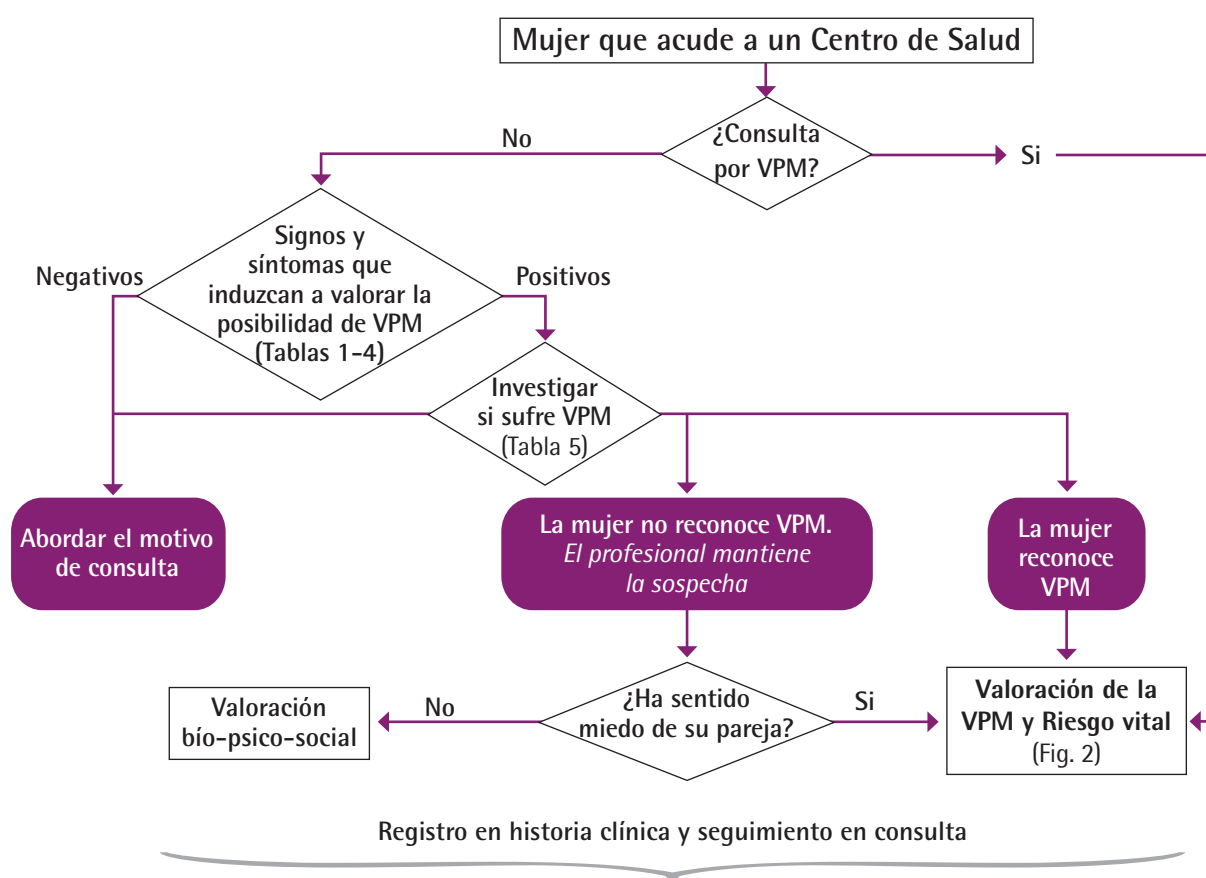 Mujer que acude a un Centro de Salud
¿Consulta
por VPM?
No
Si
Signos y
síntomas que
induzcan a valorar la
posibilidad de VPM
(Tablas 1-4)
Negativos
Positivos
Investigar
si sufre VPM
(Tabla 5)
Abordar el motivo
de consulta
La mujer no reconoce VPM.
El profesional mantiene
la sospecha
La mujer
reconoce
VPM
Valoración
bío-psico-social
No
¿Ha sentido
miedo de su pareja?
Si
Valoración de la
VPM y Riesgo vital
(Fig. 2)
Registro en historia clínica y seguimiento en consulta